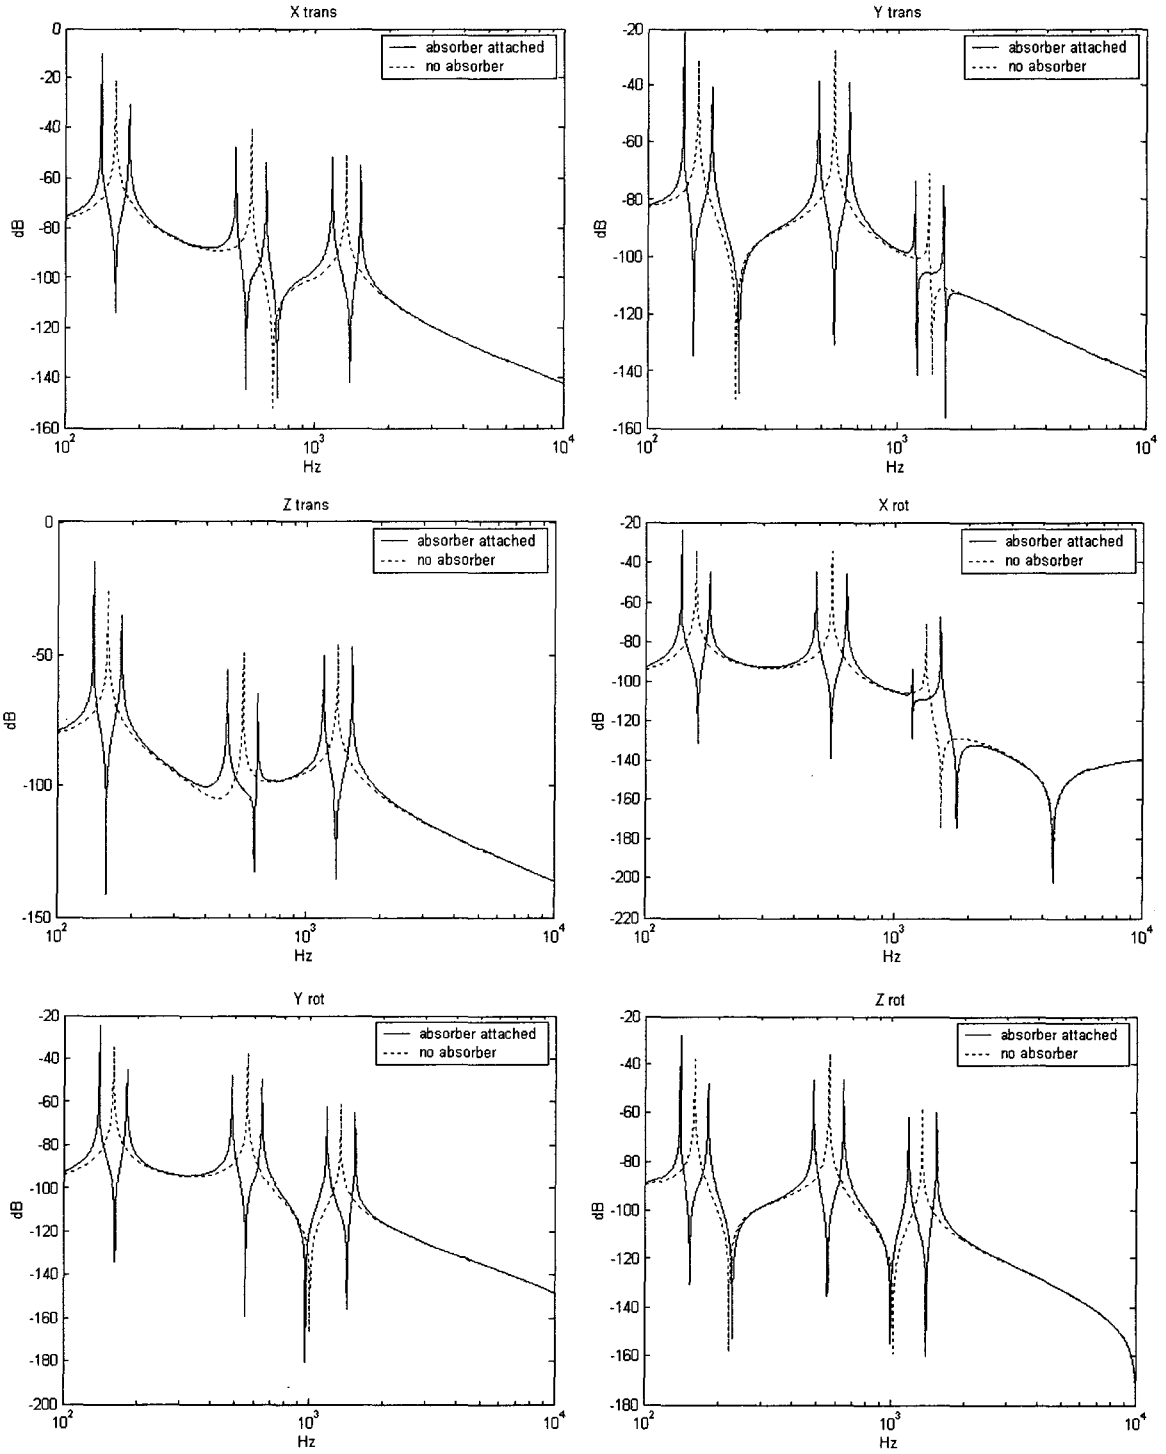 X trans
0
-20
-40
-60
-80
-100
-120
-140
-160
dB
10^2
10^3
10^4
Hz
absorber attached
no absorber
Y trans
-20
-40
-60
-80
-100
-120
-140
-160
dB
10^2
10^3
10^4
Hz
absorber attached
no absorber
Z trans
0
-50
-100
-150
dB
10^2
10^3
10^4
Hz
absorber attached
no absorber
X rot
-20
-40
-60
-80
-100
-120
-140
-160
-180
-200
-220
dB
10^2
10^3
10^4
Hz
absorber attached
no absorber
Y rot
-20
-40
-60
-80
-100
-120
-140
-160
-180
-200
dB
10^2
10^3
10^4
Hz
absorber attached
no absorber
Z rot
-20
-40
-60
-80
-100
-120
-140
-160
-180
dB
10^2
10^3
10^4
Hz
absorber attached
no absorber